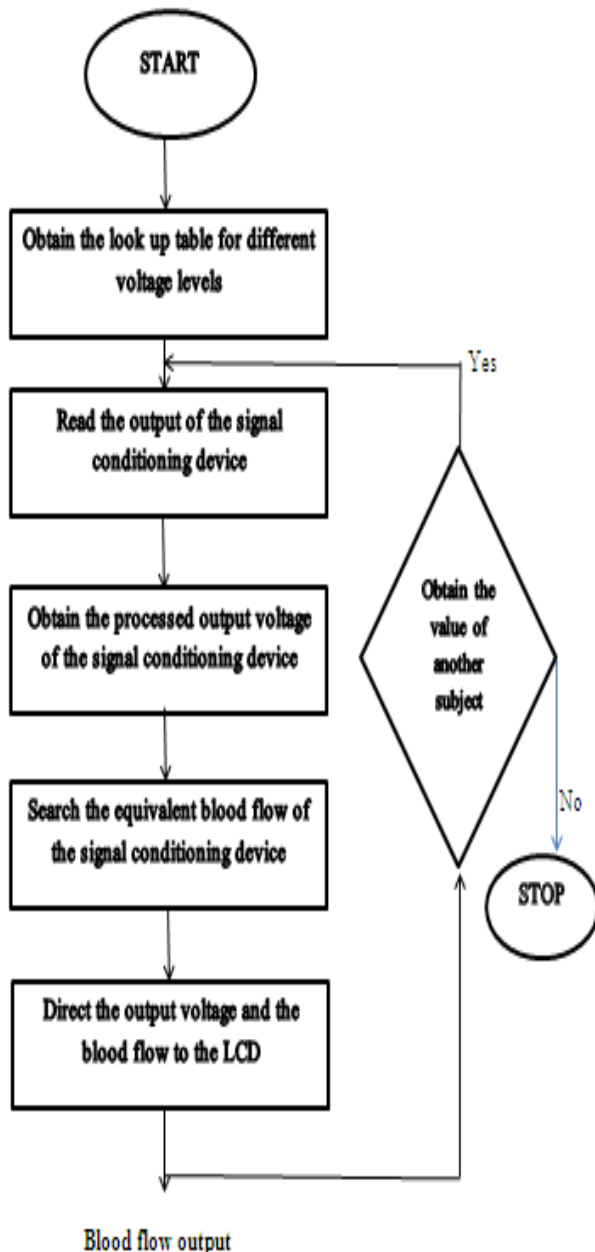 START
Obtain the look up table for different
voltage levels
Yes
Read the output of the signal
conditioning device
Obtain the processed output voltage
of the signal conditioning device
Obtain the
value of
another
subject
Search the equivalent blood flow of
the signal conditioning device
No
STOP
Direct the output voltage and the
blood flow to the LCD
Blood flow output